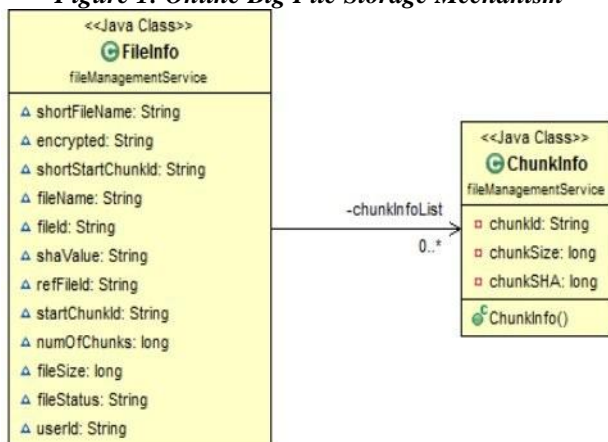 Figure 1: Online Big File Storage Mechanism
<<Java Class>>
FileInfo
fileManagementService
shortFileName: String
encrypted: String
shortStartChunkId: String
fileName: String
fileId: String
shaValue: String
refFileId: String
startChunkId: String
numOfChunks: long
fileSize: long
fileStatus: String
userId: String
-chunkInfoList
0..*
<<Java Class>>
ChunkInfo
fileManagementService
chunkId: String
chunkSize: long
chunkSHA: long
ChunkInfo()